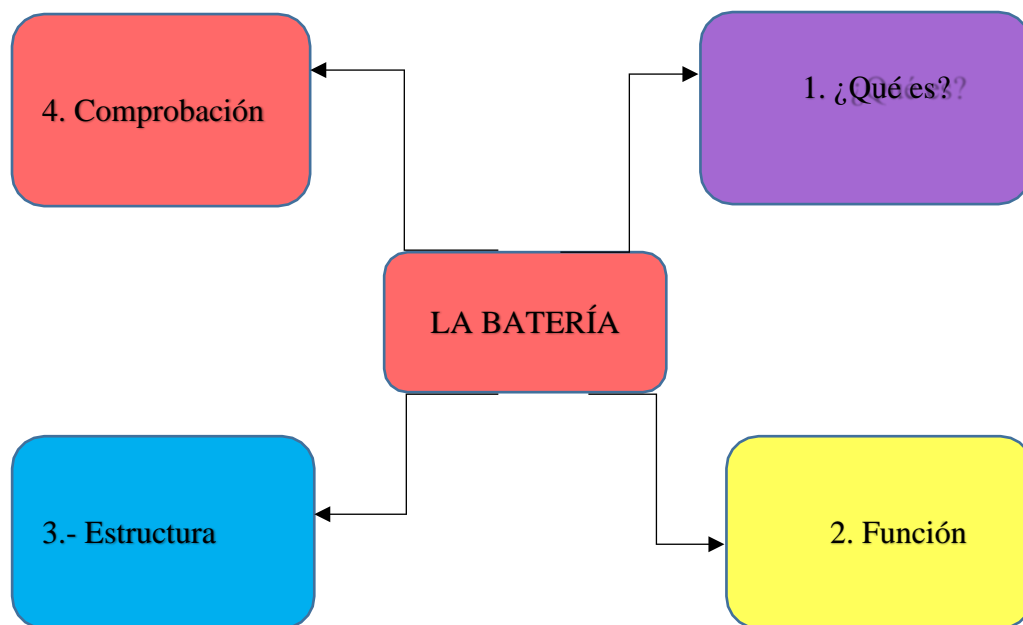 4. Comprobación
1. ¿Qué es?
LA BATERÍA
3.- Estructura
2. Función